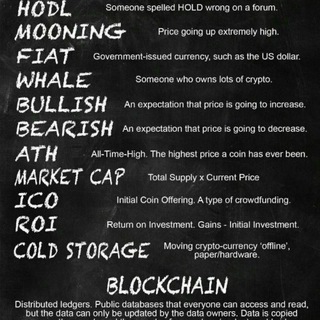 HODL Someone spelled HOLD wrong on a forum.
MOONING Price going up extremely high.
FIAT Government-issued currency, such as the US dollar.
WHALE Someone who owns lots of crypto.
BULLISH An expectation that price is going to increase.
BEARISH An expectation that price is going to decrease.
ATH All-Time-High. The highest price a coin has ever been.
MARKET CAP Total Supply x Current Price
ICO Initial Coin Offering. A type of crowdfunding.
ROI Return on Investment. Gains - Initial Investment.
COLD STORAGE Moving crypto-currency 'offline',
paper/hardware.
BLOCKCHAIN
Distributed ledgers. Public databases that everyone can access and read,
but the data can only be updated by the data owners. Data is copied